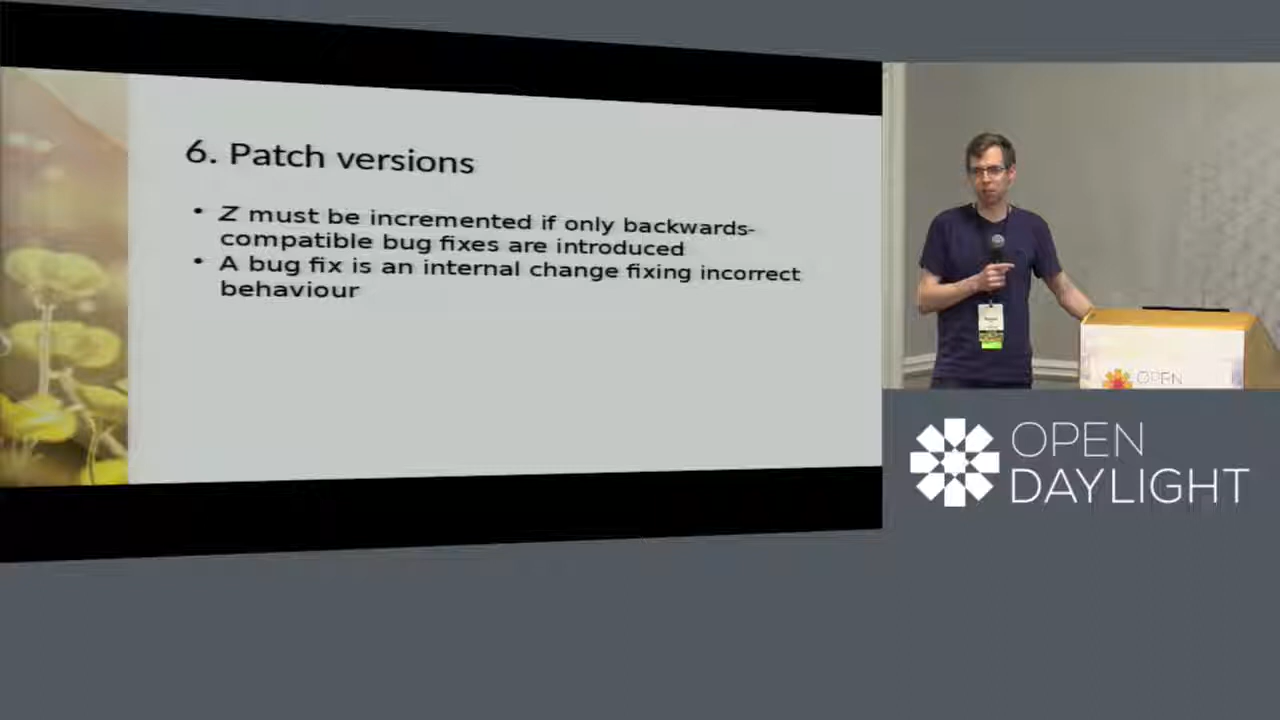 6. Patch versions
• Z must be incremented if only backwards-
compatible bug fixes are introduced
• A bug fix is an internal change fixing incorrect
behaviour
OPEN
OPEN
DAYLIGHT